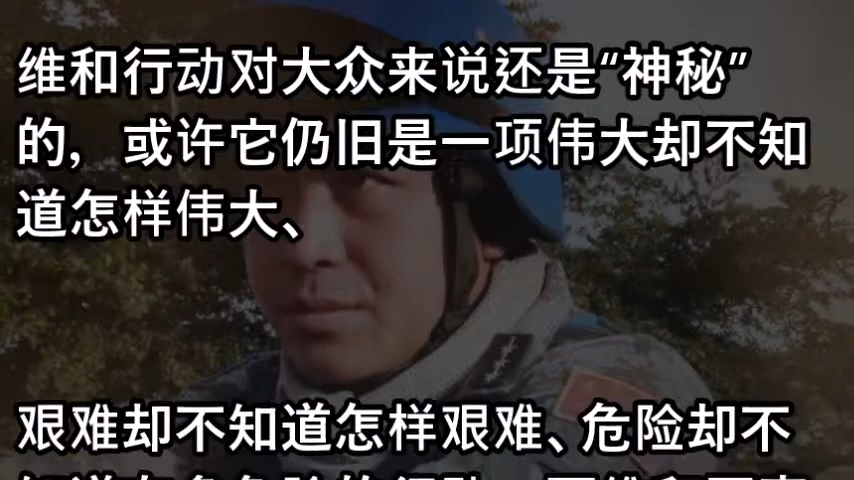 维和行动对大众来说还是“神秘”
的，或许它仍旧是一项伟大却不知
道怎样伟大、
艰难却不知道怎样艰难、危险却不